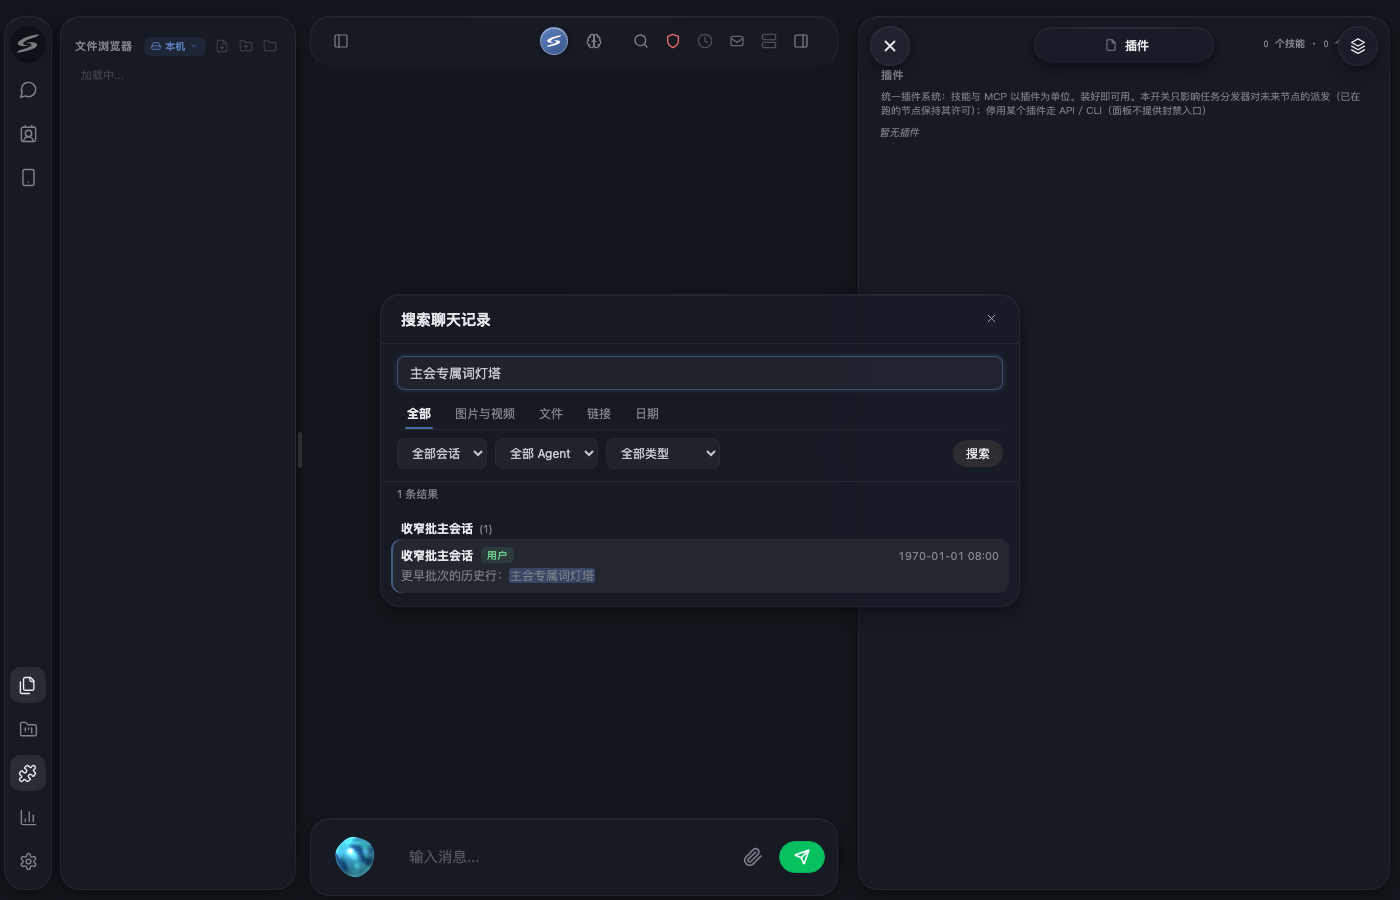 文件浏览器
本机
加载中...
插件
0 个技能 · 0
插件
统一插件系统：技能与 MCP 以插件为单位。装好即可用。本开关只影响任务分发器对未来节点的派发（已在
跑的节点保持其许可）；停用某个插件走 API / CLI（面板不提供封禁入口）
暂无插件
搜索聊天记录
主会专属词灯塔
全部 图片与视频 文件 链接 日期
全部会话 全部 Agent 全部类型 搜索
1 条结果
收窄批主会话 (1)
收窄批主会话 用户 1970-01-01 08:00
更早批次的历史行：主会专属词灯塔
输入消息...